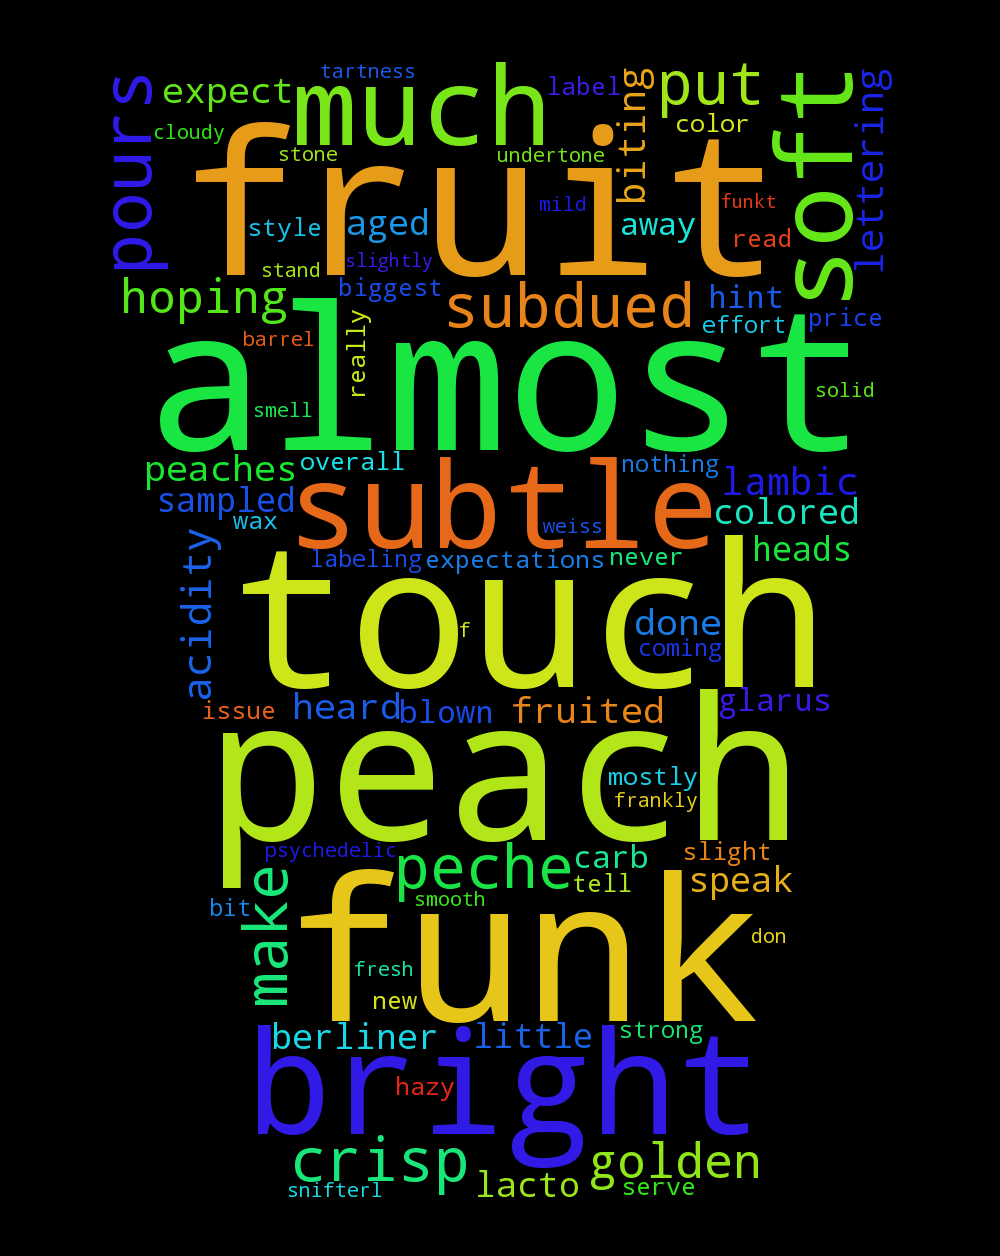 tartness
pours
expect
much
label
biting
put
soft
lettering
cloudy
color
stone
undertone
fruit
mild
funkt
style
aged
away
read
slightly
stand
hoping
biggest
subdued
hint
effort
price
barrel
really
almost
solid
smell
peaches
overall
nothing
lambic
sampled
subtle
colored
wax
weiss
acidity
labeling
expectations
never
heads
touch
f
done
coming
issue
heard
blown
fruited
glarus
peach
mostly
frankly
psychedelic
peche
carb
slight
make
tell
speak
bit
smooth
funk
don
fresh
new
berliner
little
strong
bright
hazy
crisp
golden
snifterl
lacto
serve